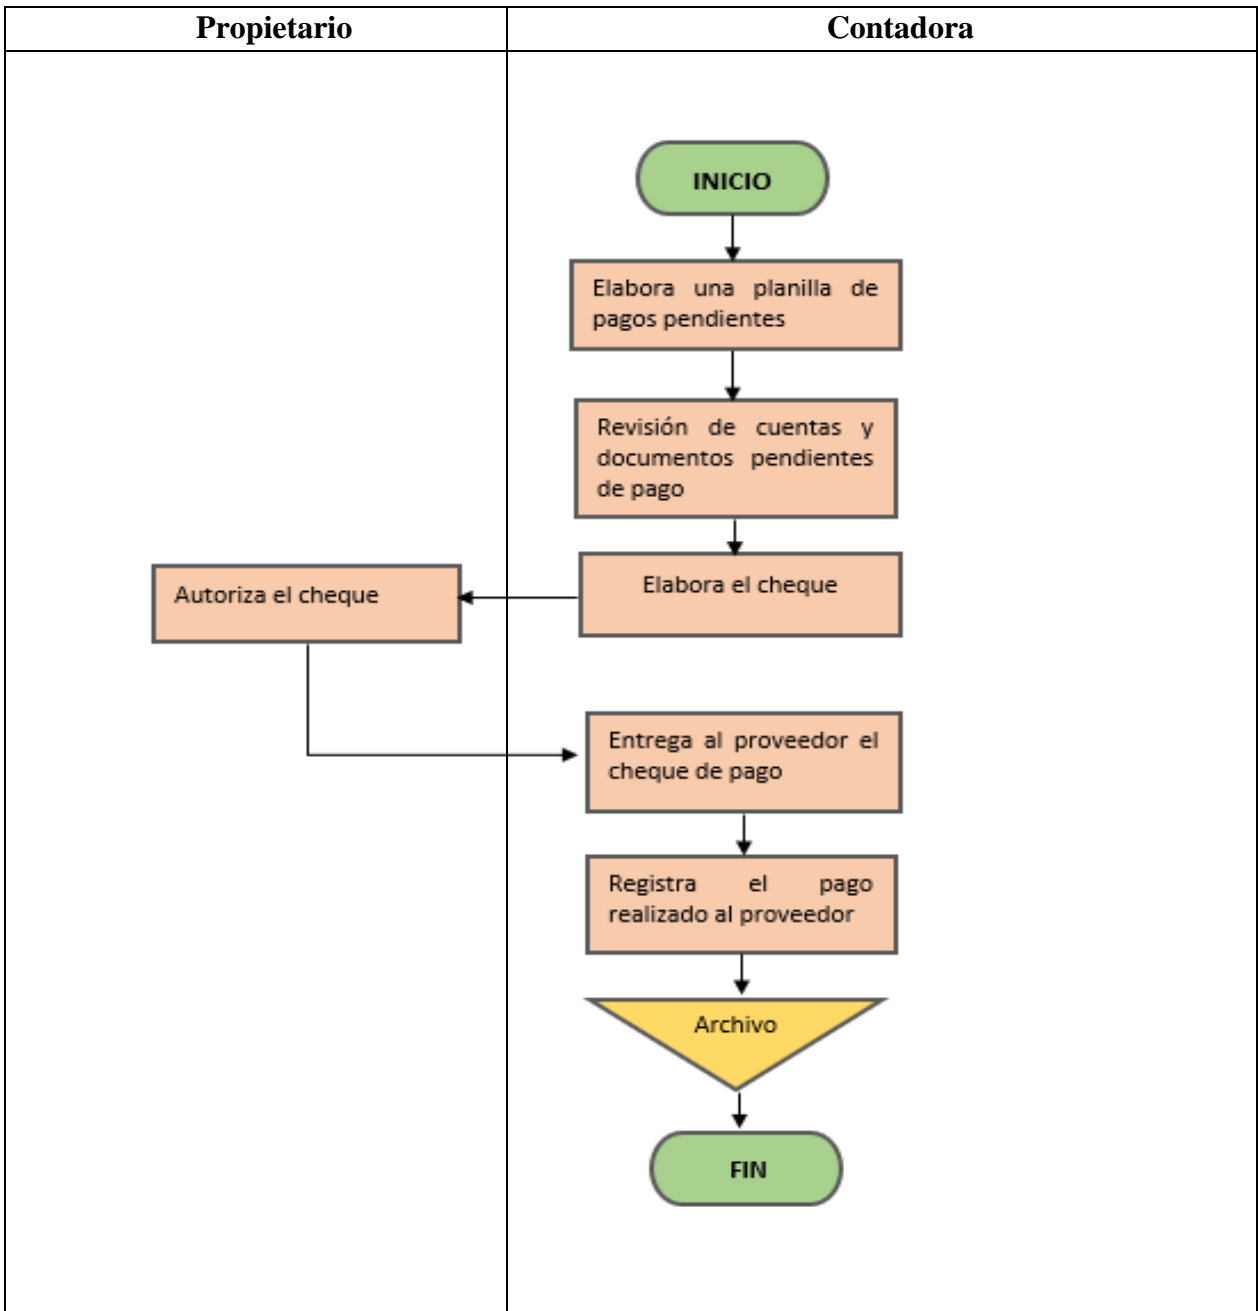 Propietario
Contadora
INICIO
Elabora una planilla de
pagos pendientes
Revisión de cuentas y
documentos pendientes
de pago
Elabora el cheque
Autoriza el cheque
Entrega al proveedor el
cheque de pago
Registra el pago
realizado al proveedor
Archivo
FIN